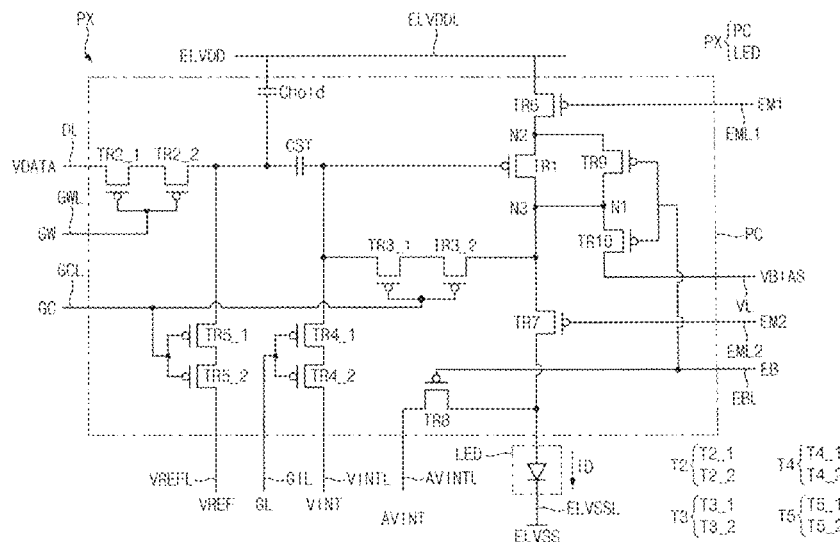 PX
ELVDDL
ELVDD
PX { PC
LED
Chold
TR6
EM1
EML1
DL
VDATA
TR2_1 TR2_2
CST
N2
TR1
TR9
GWL
GW
N3
N1
TR10
PC
TR3_1 TR3_2
GCL
GC
VBIAS
VL
TR5_1
TR4_1
TR7
EM2
EML2
TR5_2
TR4_2
EB
EBL
TR8
LED
ID
VREFL
GIL
VINTL
AVINTL
VREF
GL
VINT
AVINT
ELVSSL
ELVSS
T2 { T2_1
T2_2
T4 { T4_1
T4_2
T3 { T3_1
T3_2
T5 { T5_1
T5_2